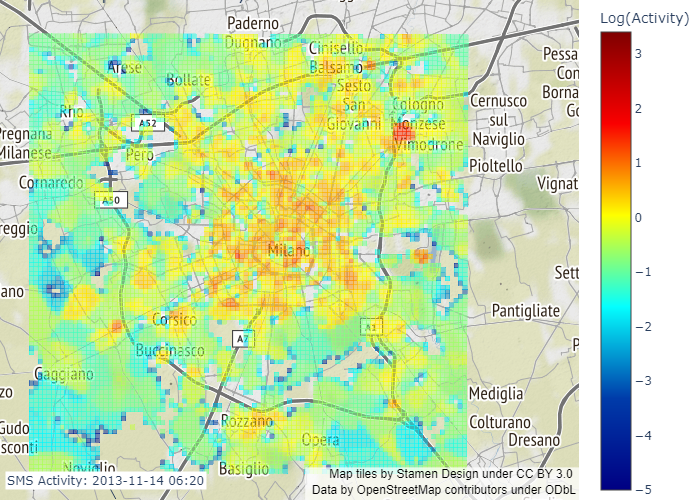 Log(Activity)
Paderno
Dugnano
Cinisello
Balsamo
Arese
Bollate
Sesto
San
Giovanni
Cologno
Monzese
Vimodrone
Cernusco
sul
Naviglio
Pessa
Con
Borna
Go
Rho
A52
Pregnana
Milanese
Pero
Pioltello
Vignat
Cornaredo
A50
reggio
Milano
Sett
ano
Pantigliate
Corsico
A7
A1
Buccinasco
P
Gaggiano
zo
Mediglia
Rozzano
Colturano
Dresano
Gudo
sconti
Opera
Noviglio
Basiglio
3
2
1
0
−1
−2
−3
−4
−5
SMS Activity: 2013-11-14 06:20
Map tiles by Stamen Design under CC BY 3.0
Data by OpenStreetMap contributors under ODbL